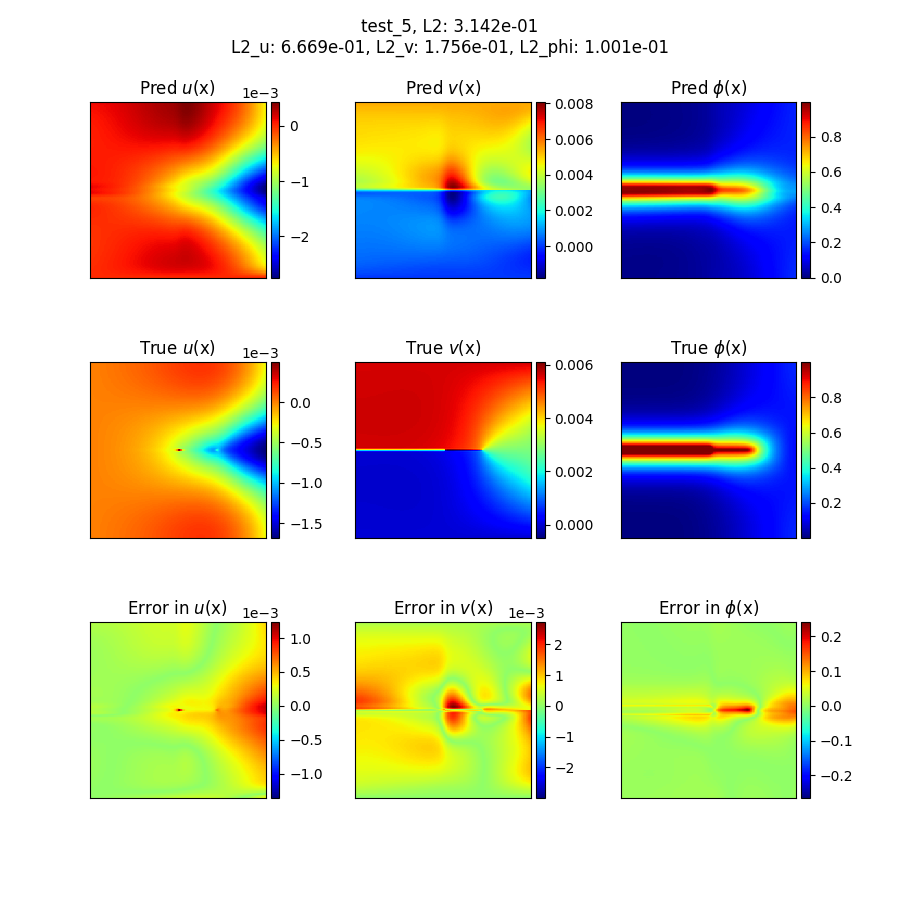 test_5, L2: 3.142e-01
L2_u: 6.669e-01, L2_v: 1.756e-01, L2_phi: 1.001e-01
Pred u(x)
1e−3
0
−1
−2
Pred v(x)
0.008
0.006
0.004
0.002
0.000
Pred ϕ(x)
0.8
0.6
0.4
0.2
0.0
True u(x)
1e−3
0.0
−0.5
−1.0
−1.5
True v(x)
0.006
0.004
0.002
0.000
True ϕ(x)
0.8
0.6
0.4
0.2
Error in u(x)
1e−3
1.0
0.5
0.0
−0.5
−1.0
Error in v(x)
1e−3
2
1
0
−1
−2
Error in ϕ(x)
0.2
0.1
0.0
−0.1
−0.2